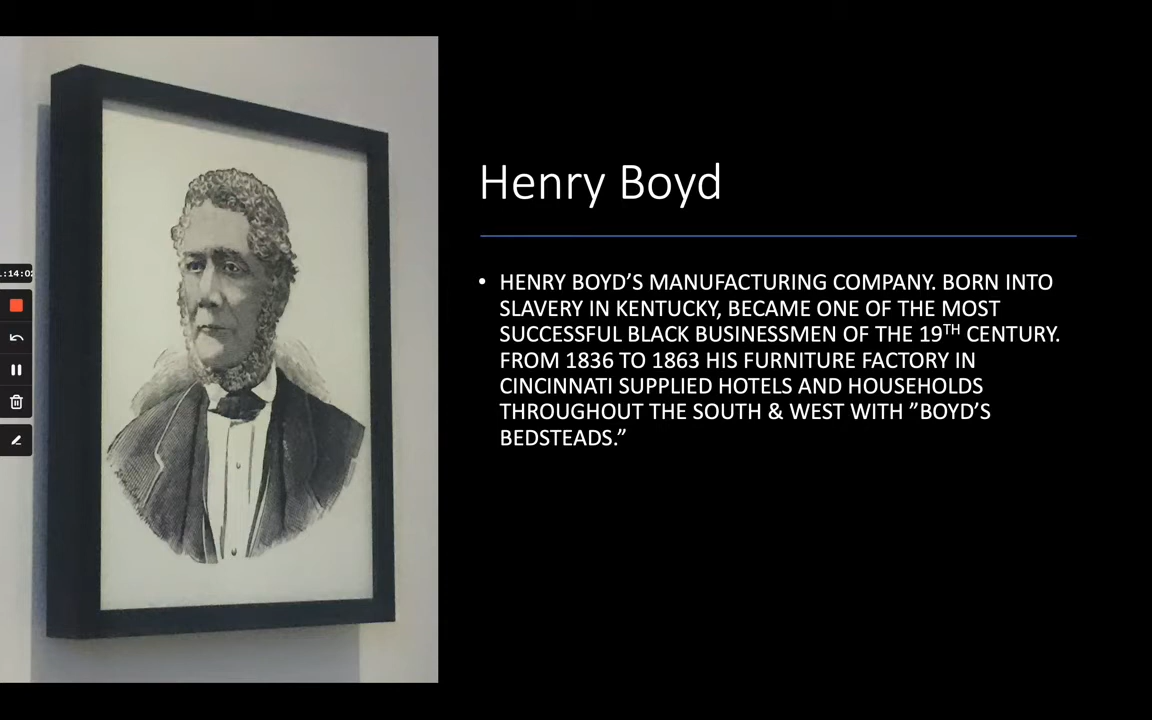 Henry Boyd
• HENRY BOYD’S MANUFACTURING COMPANY. BORN INTO
SLAVERY IN KENTUCKY, BECAME ONE OF THE MOST
SUCCESSFUL BLACK BUSINESSMEN OF THE 19TH CENTURY.
FROM 1836 TO 1863 HIS FURNITURE FACTORY IN
CINCINNATI SUPPLIED HOTELS AND HOUSEHOLDS
THROUGHOUT THE SOUTH & WEST WITH ”BOYD’S
BEDSTEADS.”